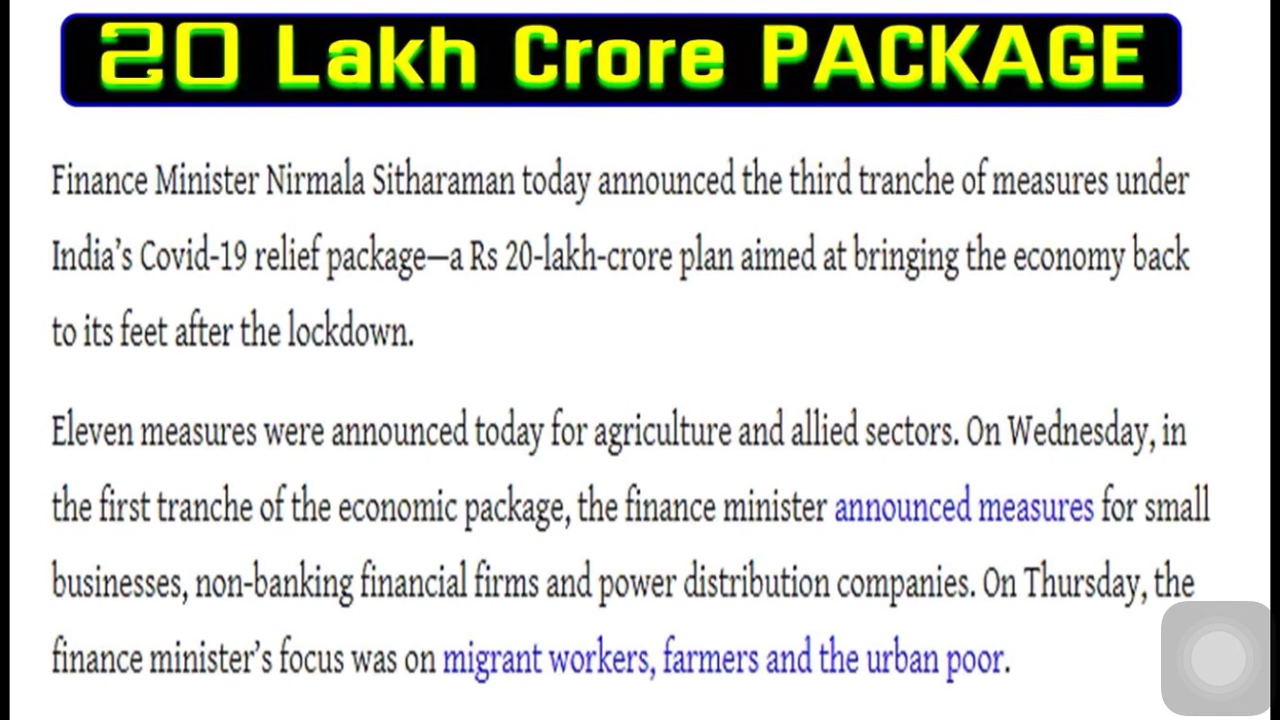 20 Lakh Crore PACKAGE
Finance Minister Nirmala Sitharaman today announced the third tranche of measures under
India’s Covid-19 relief package—a Rs 20-lakh-crore plan aimed at bringing the economy back
to its feet after the lockdown.
Eleven measures were announced today for agriculture and allied sectors. On Wednesday, in
the first tranche of the economic package, the finance minister announced measures for small
businesses, non-banking financial firms and power distribution companies. On Thursday, the
finance minister’s focus was on migrant workers, farmers and the urban poor.